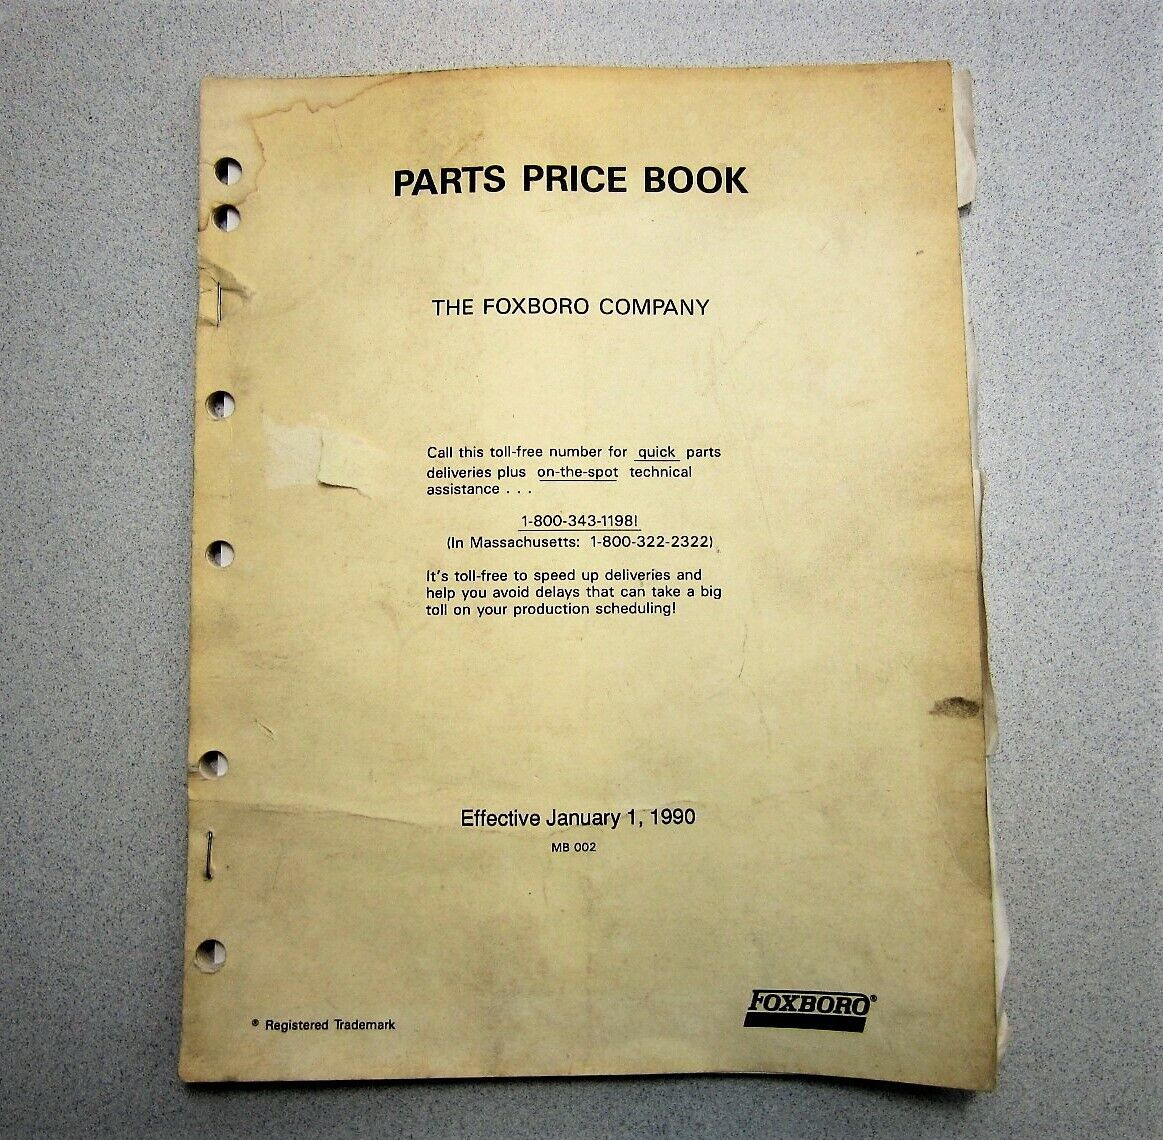 PARTS PRICE BOOK
THE FOXBORO COMPANY
Call this toll-free number for quick parts
deliveries plus on-the-spot technical
assistance . . .
1-800-343-1198!
(In Massachusetts: 1-800-322-2322)
It's toll-free to speed up deliveries and
help you avoid delays that can take a big
toll on your production scheduling!
Effective January 1, 1990
MB 002
FOXBORO®
® Registered Trademark